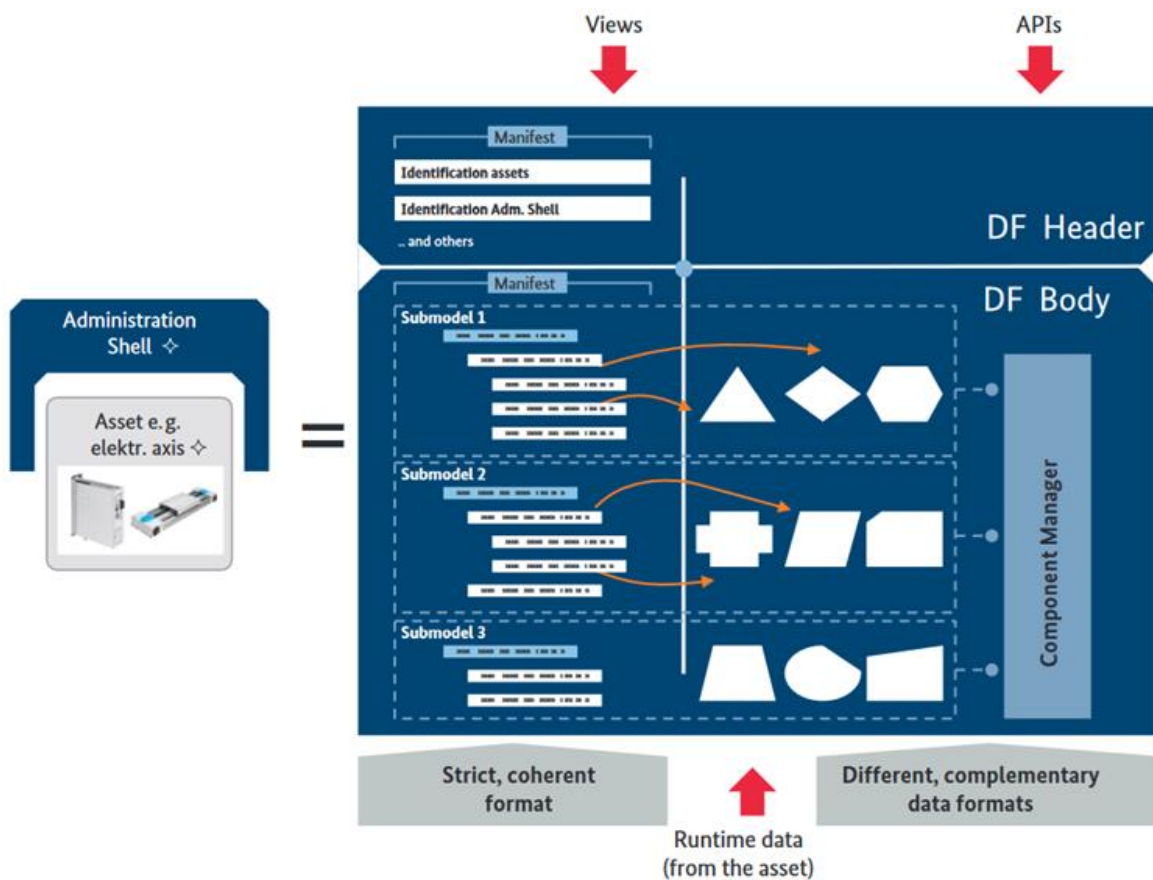 Views
APIs
Manifest
Identification assets
Identification Adm. Shell
.. and others
DF Header
Manifest
DF Body
Administration
Shell
Asset e. g.
elektr. axis
=
Submodel 1
Submodel 2
Submodel 3
Component Manager
Strict, coherent
format
Different, complementary
data formats
Runtime data
(from the asset)